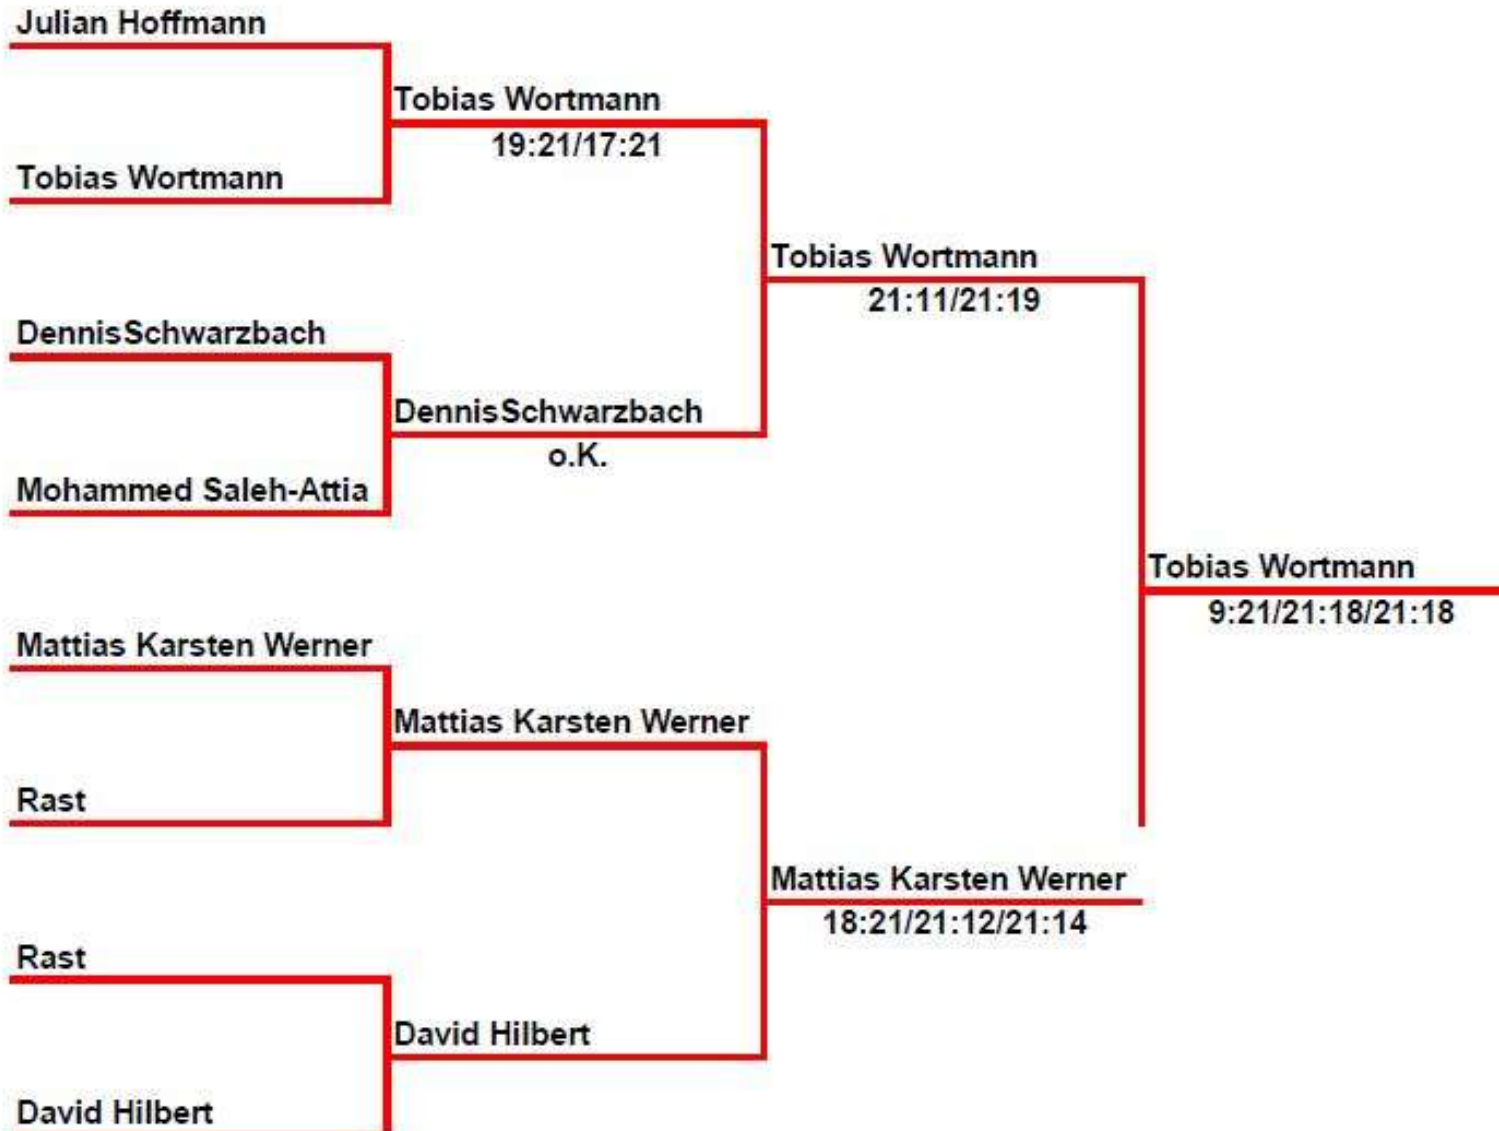 Julian Hoffmann
Tobias Wortmann
19:21/17:21
Tobias Wortmann
Tobias Wortmann
21:11/21:19
DennisSchwarzbach
DennisSchwarzbach
o.K.
Mohammed Saleh-Attia
Tobias Wortmann
9:21/21:18/21:18
Mattias Karsten Werner
Mattias Karsten Werner
Rast
Mattias Karsten Werner
18:21/21:12/21:14
Rast
David Hilbert
David Hilbert